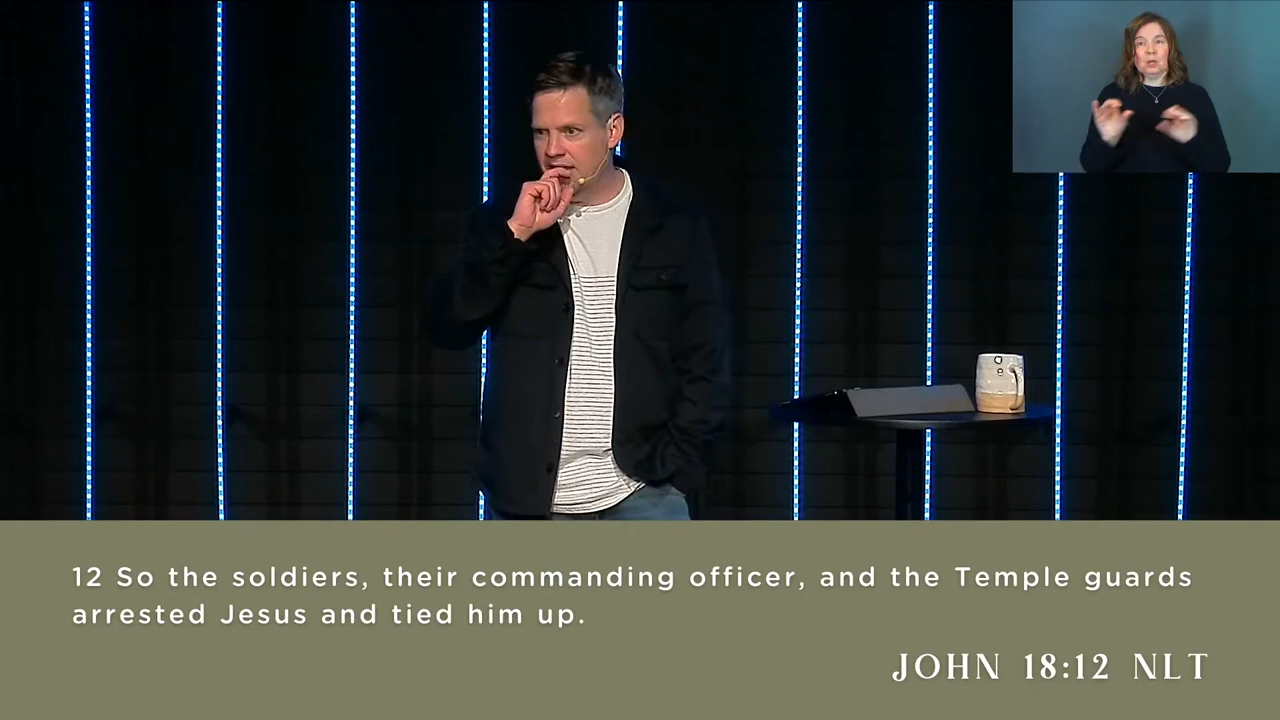 12 So the soldiers, their commanding officer, and the Temple guards
arrested Jesus and tied him up.
JOHN 18:12 NLT